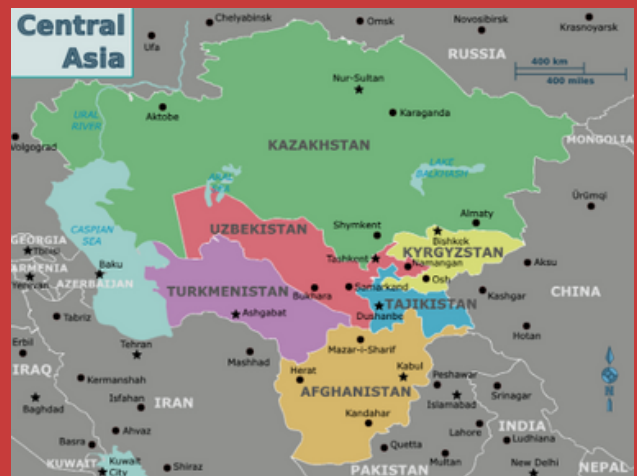 Central
Asia
Chelyabinsk
Omsk
Novosibirsk
Krasnoyarsk
Ufa
RUSSIA
400 km
400 miles
Nur-Sultan
URAL
RIVER
Aktobe
Karaganda
Volgograd
KAZAKHSTAN
MONGOLIA
LAKE
BALKHASH
ARAL
SEA
Ürümqi
CASPIAN
SEA
UZBEKISTAN
Shymkent
Almaty
Bishkek
GEORGIA
Tbilisi
KYRGYZSTAN
Tashkent
Namangan
Aksu
ARMENIA
Baku
Yerevan
AZERBAIJAN
Osh
TURKMENISTAN
Samarkand
Bukhara
TAJIKISTAN
Kashgar
CHINA
Tabriz
Ashgabat
Dushanbe
Hotan
Erbil
Tehran
Mashhad
Mazar-i-Sharif
IRAQ
Kermanshah
Herat
Kabul
Peshawar
Srinagar
N
Baghdad
Isfahan
IRAN
AFGHANISTAN
Islamabad
Kandahar
Ahvaz
Lahore
INDIA
Basra
Quetta
Ludhiana
KUWAIT
Kuwait
City
Shiraz
Multan
PAKISTAN
New Delhi
NEPAL